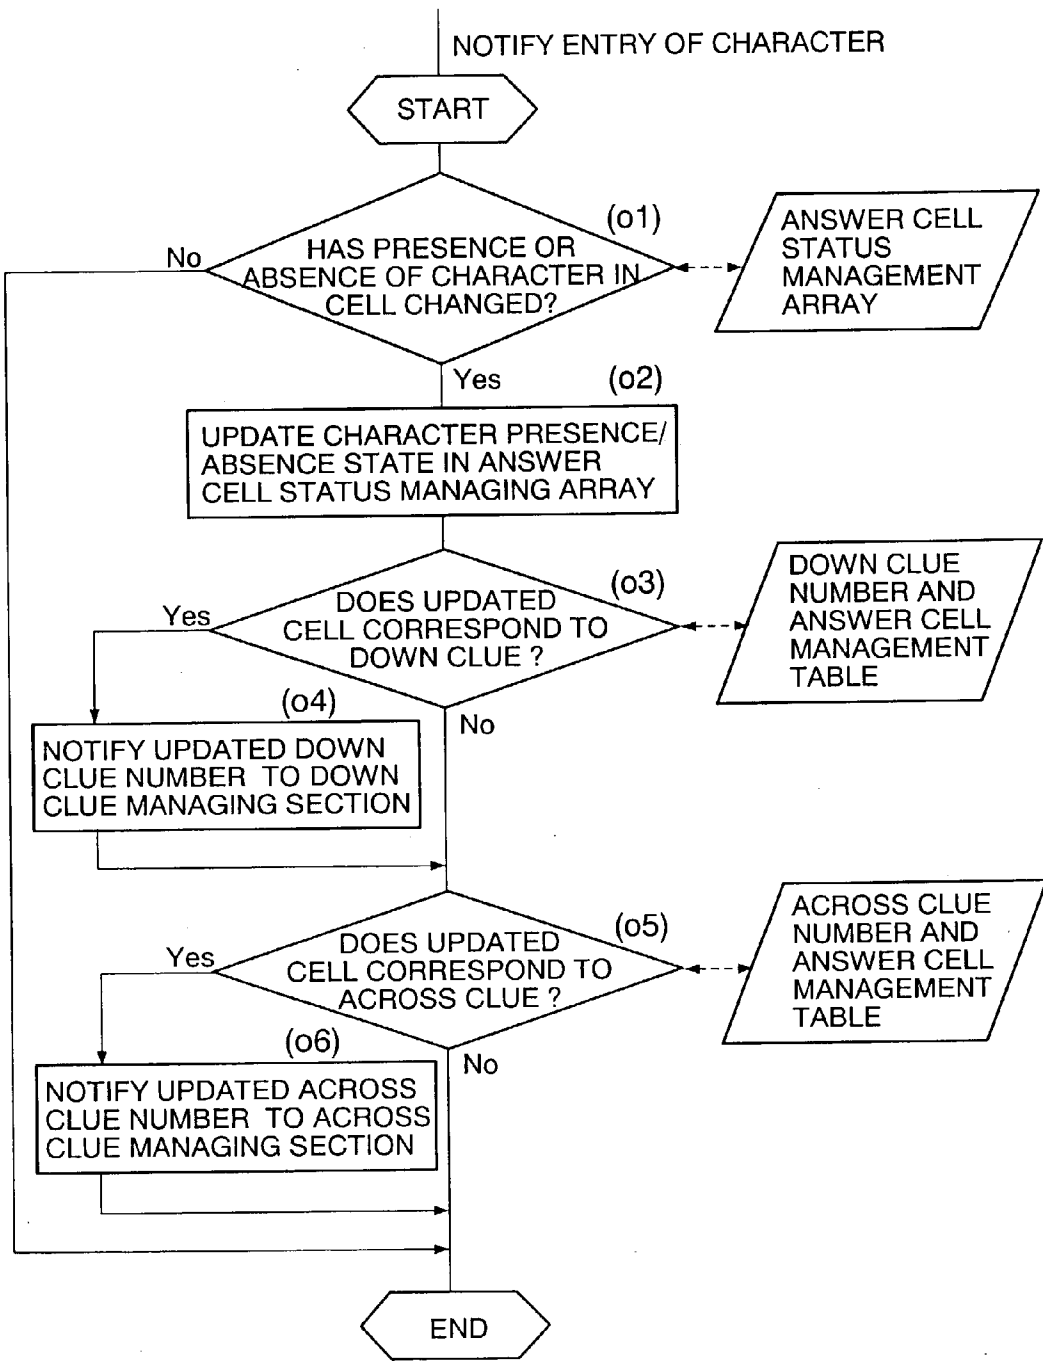 NOTIFY ENTRY OF CHARACTER
START
(o1)
HAS PRESENCE OR
ABSENCE OF CHARACTER IN
CELL CHANGED?
No
ANSWER CELL
STATUS
MANAGEMENT
ARRAY
Yes
(o2)
UPDATE CHARACTER PRESENCE/
ABSENCE STATE IN ANSWER
CELL STATUS MANAGING ARRAY
(o3)
DOES UPDATED
CELL CORRESPOND TO
DOWN CLUE ?
Yes
DOWN CLUE
NUMBER AND
ANSWER CELL
MANAGEMENT
TABLE
(o4)
No
NOTIFY UPDATED DOWN
CLUE NUMBER TO DOWN
CLUE MANAGING SECTION
(o5)
DOES UPDATED
CELL CORRESPOND TO
ACROSS CLUE ?
Yes
ACROSS CLUE
NUMBER AND
ANSWER CELL
MANAGEMENT
TABLE
(o6)
No
NOTIFY UPDATED ACROSS
CLUE NUMBER TO ACROSS
CLUE MANAGING SECTION
END